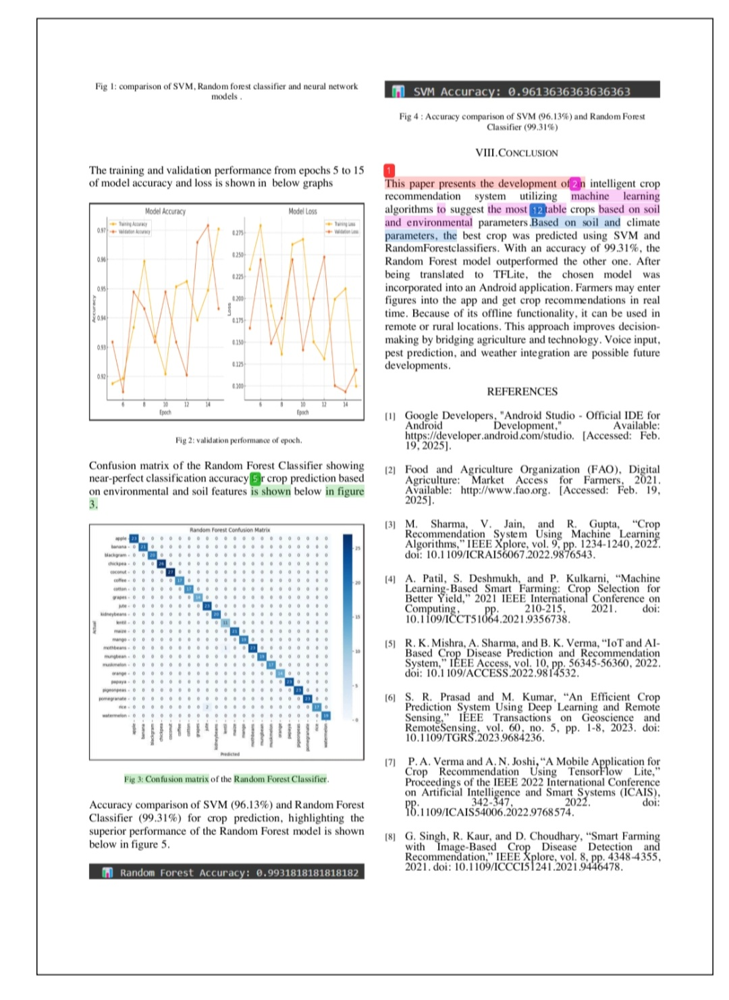 Fig 1: comparison of SVM, Random forest classifier and neural network
models .
The training and validation performance from epochs 5 to 15
of model accuracy and loss is shown in below graphs
Model Accuracy
Training Accuracy
Validation Accuracy
0.97
0.96
0.95
0.94
0.93
0.92
Accuracy
6 8 10 12 14
Epoch
Model Loss
Training Loss
Validation Loss
0.275
0.250
0.225
0.200
0.175
0.150
0.125
0.100
Loss
6 8 10 12 14
Epoch
Fig 2: validation performance of epoch.
Confusion matrix of the Random Forest Classifier showing
near-perfect classification accuracy 5 r crop prediction based
on environmental and soil features is shown below in figure
3.
Random Forest Confusion Matrix
apple
banana
blackgram
chickpea
coconut
coffee
cotton
grapes
jute
kidneybeans
lentil
maize
mango
mothbeans
mungbean
muskmelon
orange
papaya
pigeonpeas
pomegranate
rice
watermelon
Actual
Predicted
25
20
15
10
5
0
Fig 3: Confusion matrix of the Random Forest Classifier.
Accuracy comparison of SVM (96.13%) and Random Forest
Classifier (99.31%) for crop prediction, highlighting the
superior performance of the Random Forest model is shown
below in figure 5.
Random Forest Accuracy: 0.9931818181818182
SVM Accuracy: 0.9613636363636363
Fig 4 : Accuracy comparison of SVM (96.13%) and Random Forest
Classifier (99.31%)
VIII.CONCLUSION
1
This paper presents the development of 2 n intelligent crop
recommendation system utilizing machine learning
algorithms to suggest the most 12 table crops based on soil
and environmental parameters.Based on soil and climate
parameters, the best crop was predicted using SVM and
RandomForestclassifiers. With an accuracy of 99.31%, the
Random Forest model outperformed the other one. After
being translated to TFLite, the chosen model was
incorporated into an Android application. Farmers may enter
figures into the app and get crop recommendations in real
time. Because of its offline functionality, it can be used in
remote or rural locations. This approach improves decision-
making by bridging agriculture and technology. Voice input,
pest prediction, and weather integration are possible future
developments.
REFERENCES
[1] Google Developers, "Android Studio - Official IDE for
Android Development," Available:
https://developer.android.com/studio. [Accessed: Feb.
19, 2025].
[2] Food and Agriculture Organization (FAO), Digital
Agriculture: Market Access for Farmers, 2021.
Available: http://www.fao.org. [Accessed: Feb. 19,
2025].
[3] M. Sharma, V. Jain, and R. Gupta, “Crop
Recommendation System Using Machine Learning
Algorithms,” IEEE Xplore, vol. 9, pp. 1234-1240, 2022.
doi: 10.1109/ICRAI56067.2022.9876543.
[4] A. Patil, S. Deshmukh, and P. Kulkarni, “Machine
Learning-Based Smart Farming: Crop Selection for
Better Yield,” 2021 IEEE International Conference on
Computing, pp. 210-215, 2021. doi:
10.1109/ICCT51064.2021.9356738.
[5] R. K. Mishra, A. Sharma, and B. K. Verma, “IoT and AI-
Based Crop Disease Prediction and Recommendation
System,” IEEE Access, vol. 10, pp. 56345-56360, 2022.
doi: 10.1109/ACCESS.2022.9814532.
[6] S. R. Prasad and M. Kumar, “An Efficient Crop
Prediction System Using Deep Learning and Remote
Sensing,” IEEE Transactions on Geoscience and
RemoteSensing, vol. 60, no. 5, pp. 1-8, 2023. doi:
10.1109/TGRS.2023.9684236.
[7] P. A. Verma and A. N. Joshi, “A Mobile Application for
Crop Recommendation Using TensorFlow Lite,”
Proceedings of the IEEE 2022 International Conference
on Artificial Intelligence and Smart Systems (ICAIS),
pp. 342-347, 2022. doi:
10.1109/ICAIS54006.2022.9768574.
[8] G. Singh, R. Kaur, and D. Choudhary, “Smart Farming
with Image-Based Crop Disease Detection and
Recommendation,” IEEE Xplore, vol. 8, pp. 4348-4355,
2021. doi: 10.1109/ICCCI51241.2021.9446478.